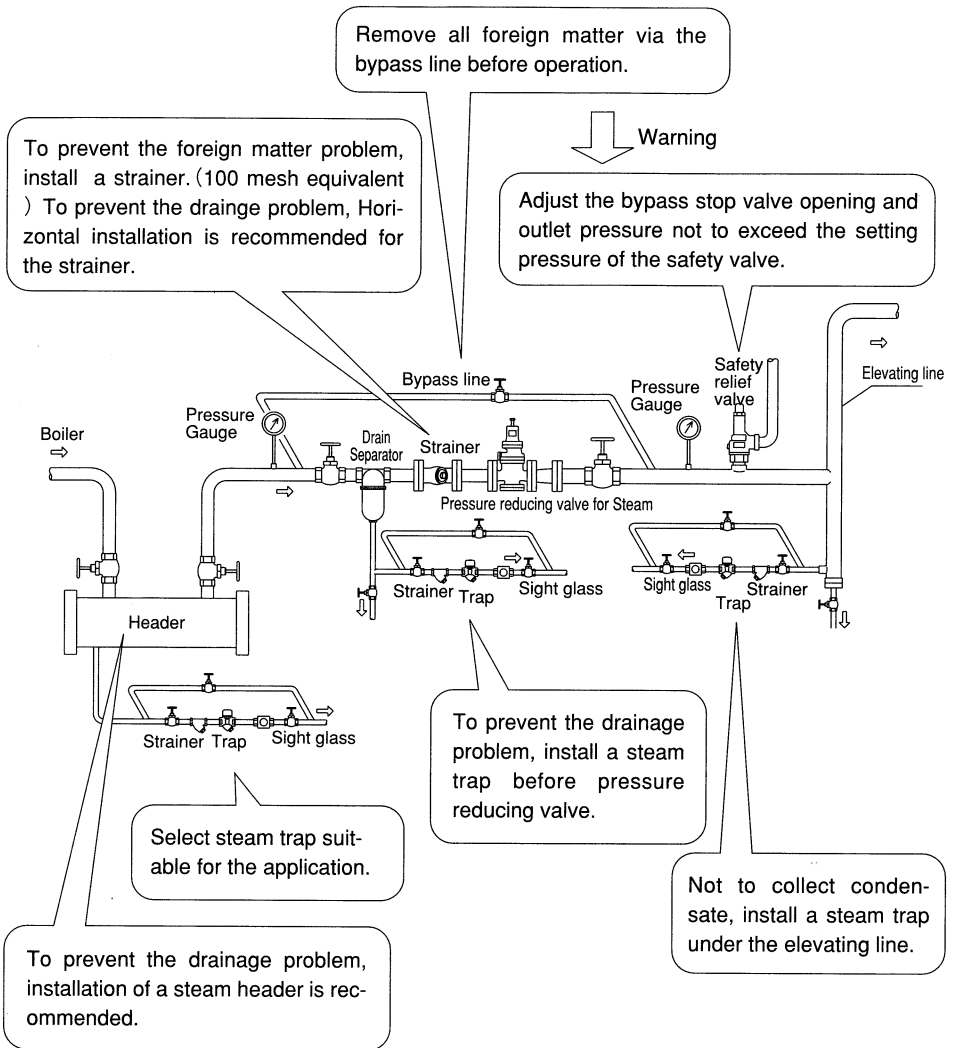 Remove all foreign matter via the
bypass line before operation.
Warning
To prevent the foreign matter problem,
install a strainer. (100 mesh equivalent
) To prevent the drainge problem, Hori-
zontal installation is recommended for
the strainer.
Adjust the bypass stop valve opening and
outlet pressure not to exceed the setting
pressure of the safety valve.
Boiler
Pressure
Gauge
Bypass line
Drain
Separator
Strainer
Pressure reducing valve for Steam
Pressure
Gauge
Safety
relief
valve
Elevating line
Header
Strainer
Trap
Sight glass
Sight glass
Trap
Strainer
Strainer
Trap
Sight glass
Select steam trap suit-
able for the application.
To prevent the drainage
problem, install a steam
trap before pressure
reducing valve.
Not to collect conden-
sate, install a steam trap
under the elevating line.
To prevent the drainage problem,
installation of a steam header is rec-
ommended.